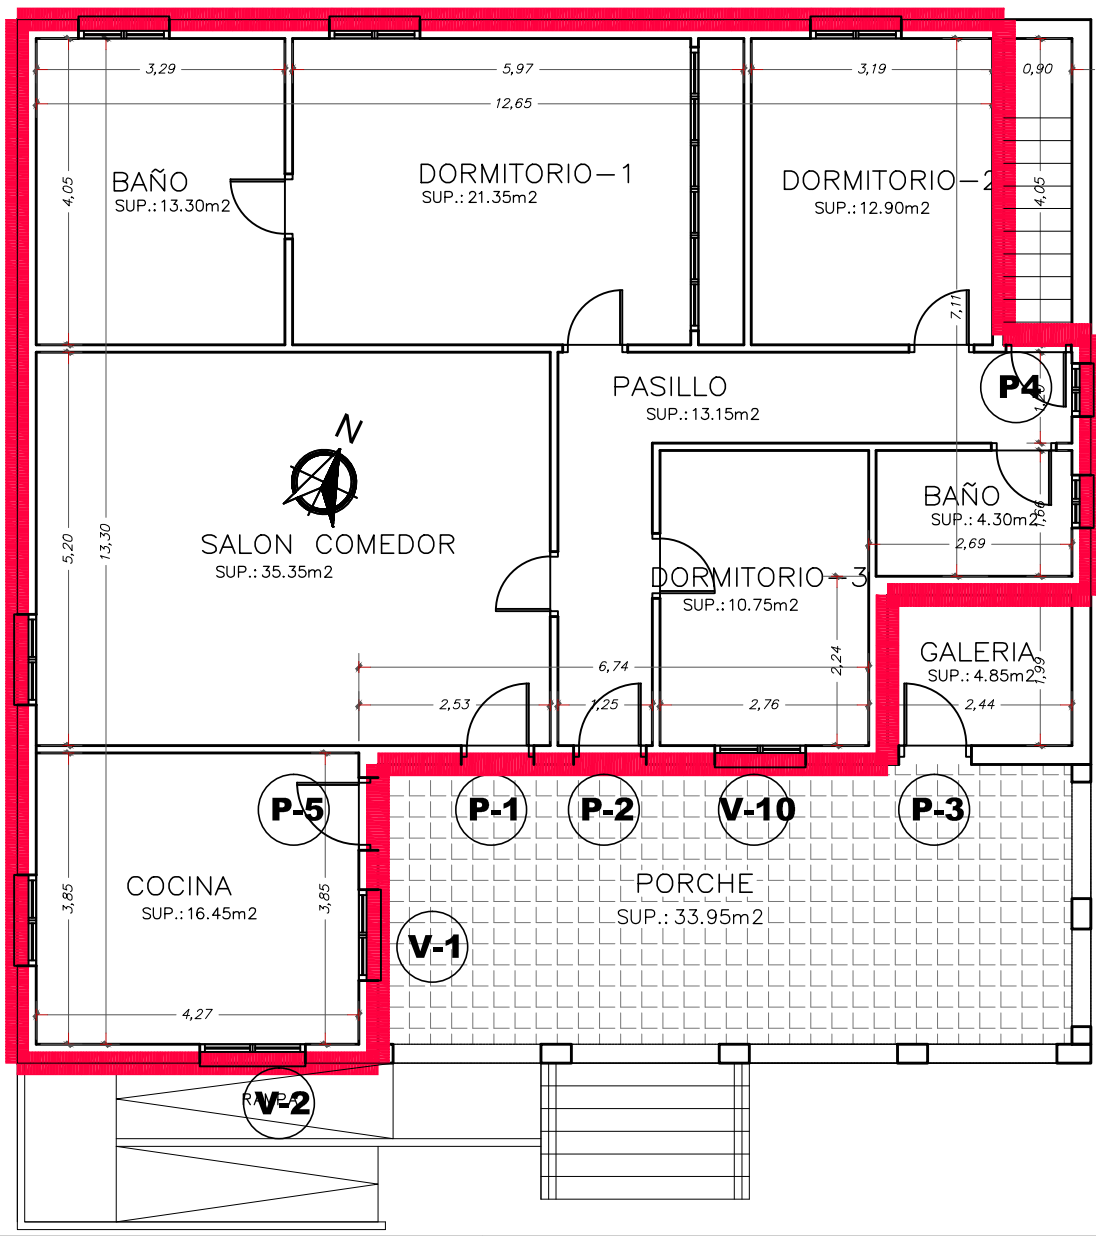 3,29
5,97
3,19
0,90
12,65
4,05
BAÑO
SUP.:13.30m2
DORMITORIO-1
SUP.:21.35m2
DORMITORIO-2
SUP.:12.90m2
4,05
7,11
PASILLO
SUP.:13.15m2
P4
1,20
N
SALON COMEDOR
SUP.:35.35m2
5,20
13,30
BAÑO
SUP.:4.30m2
1,66
2,69
DORMITORIO-3
SUP.:10.75m2
GALERIA
SUP.:4.85m2
1,99
6,74
2,24
2,53
1,25
2,76
2,44
P-5
P-1
P-2
V-10
P-3
COCINA
SUP.:16.45m2
3,85
3,85
PORCHE
SUP.:33.95m2
V-1
4,27
RAMPA
V-2